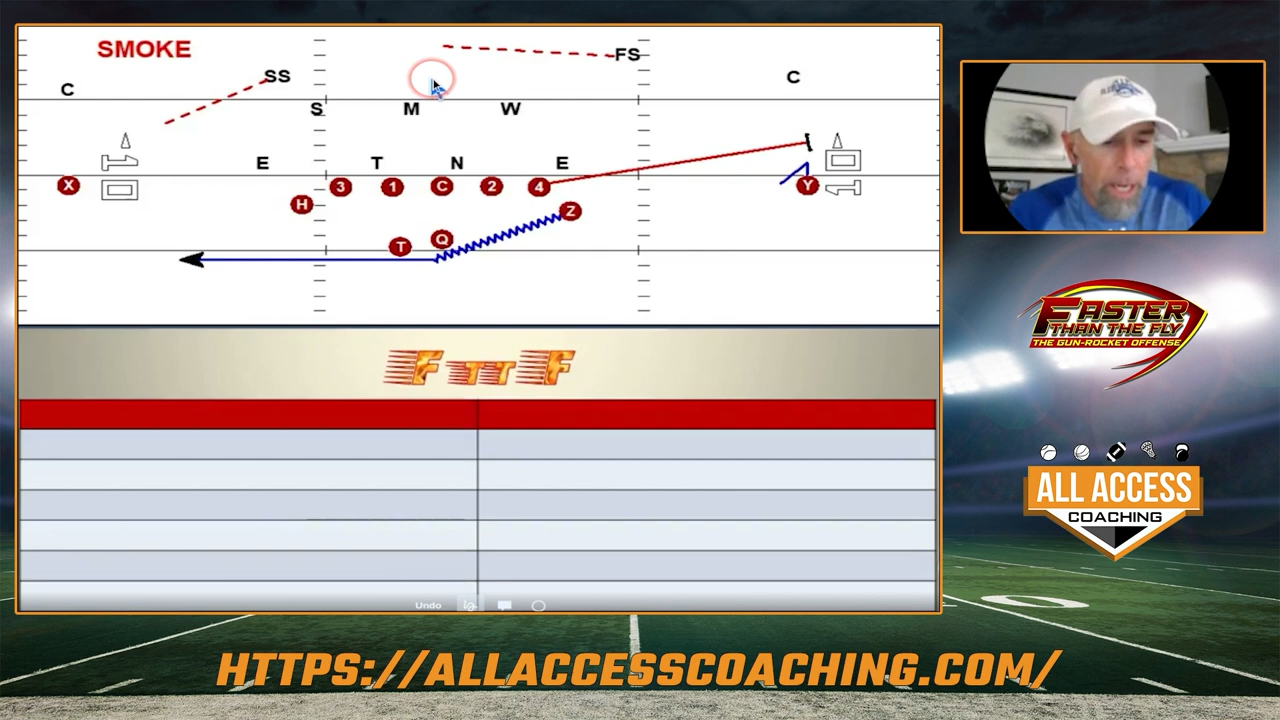 SMOKE
FS
SS
C
C
S
M
W
E
T
N
E
X
H
3
1
C
2
4
Y
Z
T
Q
FTTF
Undo
FASTER
THAN THE FLY
THE GUN-ROCKET OFFENSE
ALL ACCESS
COACHING
HTTPS://ALLACCESSCOACHING.COM/